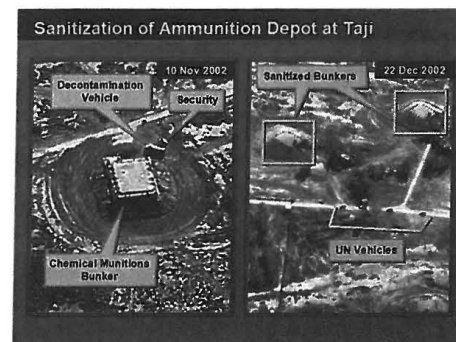 Sanitization of Ammunition Depot at Taji
10 Nov 2002
Decontamination
Vehicle
Security
Chemical Munitions
Bunker
22 Dec 2002
Sanitized Bunkers
UN Vehicles